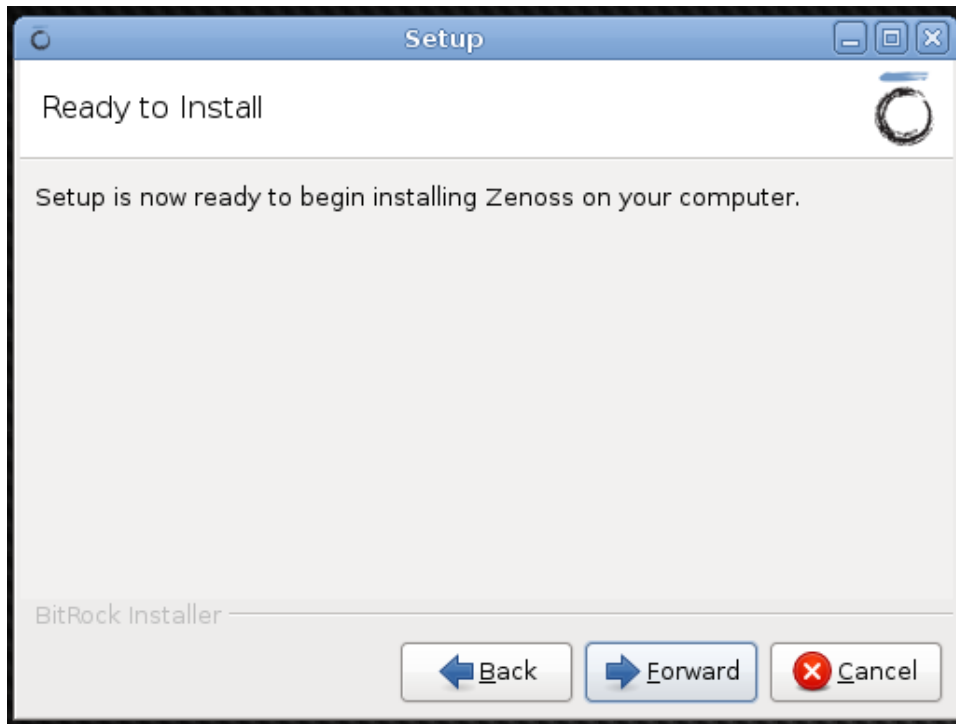 Setup
Ready to Install
Setup is now ready to begin installing Zenoss on your computer.
BitRock Installer
Back Forward Cancel